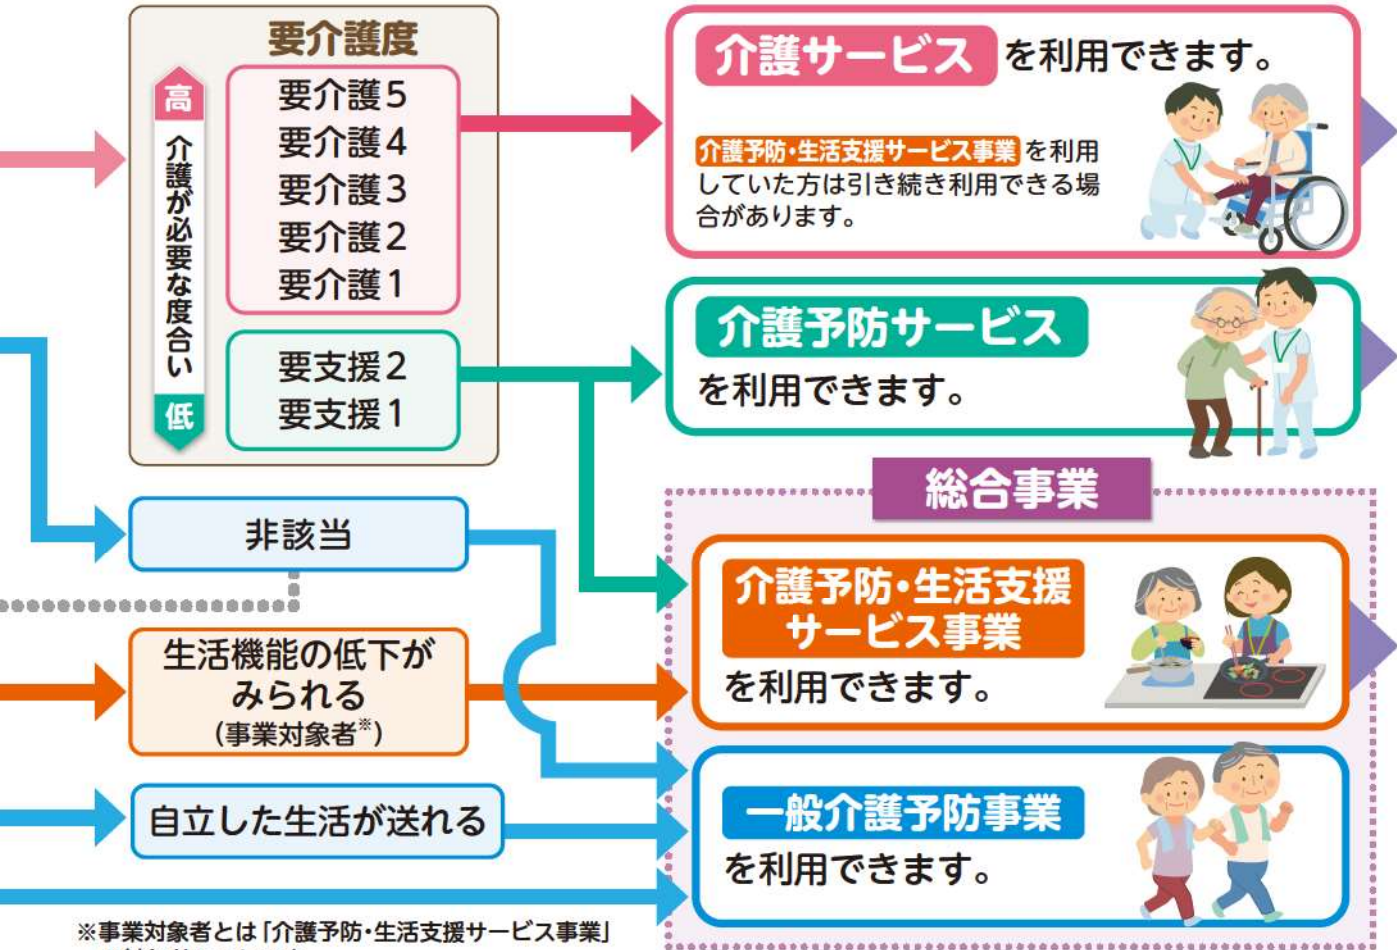 要介護度
高
介護が必要な度合い
低
要介護5
要介護4
要介護3
要介護2
要介護1
要支援2
要支援1
非該当
生活機能の低下が
みられる
(事業対象者※)
自立した生活が送れる
※事業対象者とは「介護予防・生活支援サービス事業」
介護サービス を利用できます。
介護予防・生活支援サービス事業 を利用
していた方は引き続き利用できる場
合があります。
介護予防サービス
を利用できます。
総合事業
介護予防・生活支援
サービス事業
を利用できます。
一般介護予防事業
を利用できます。